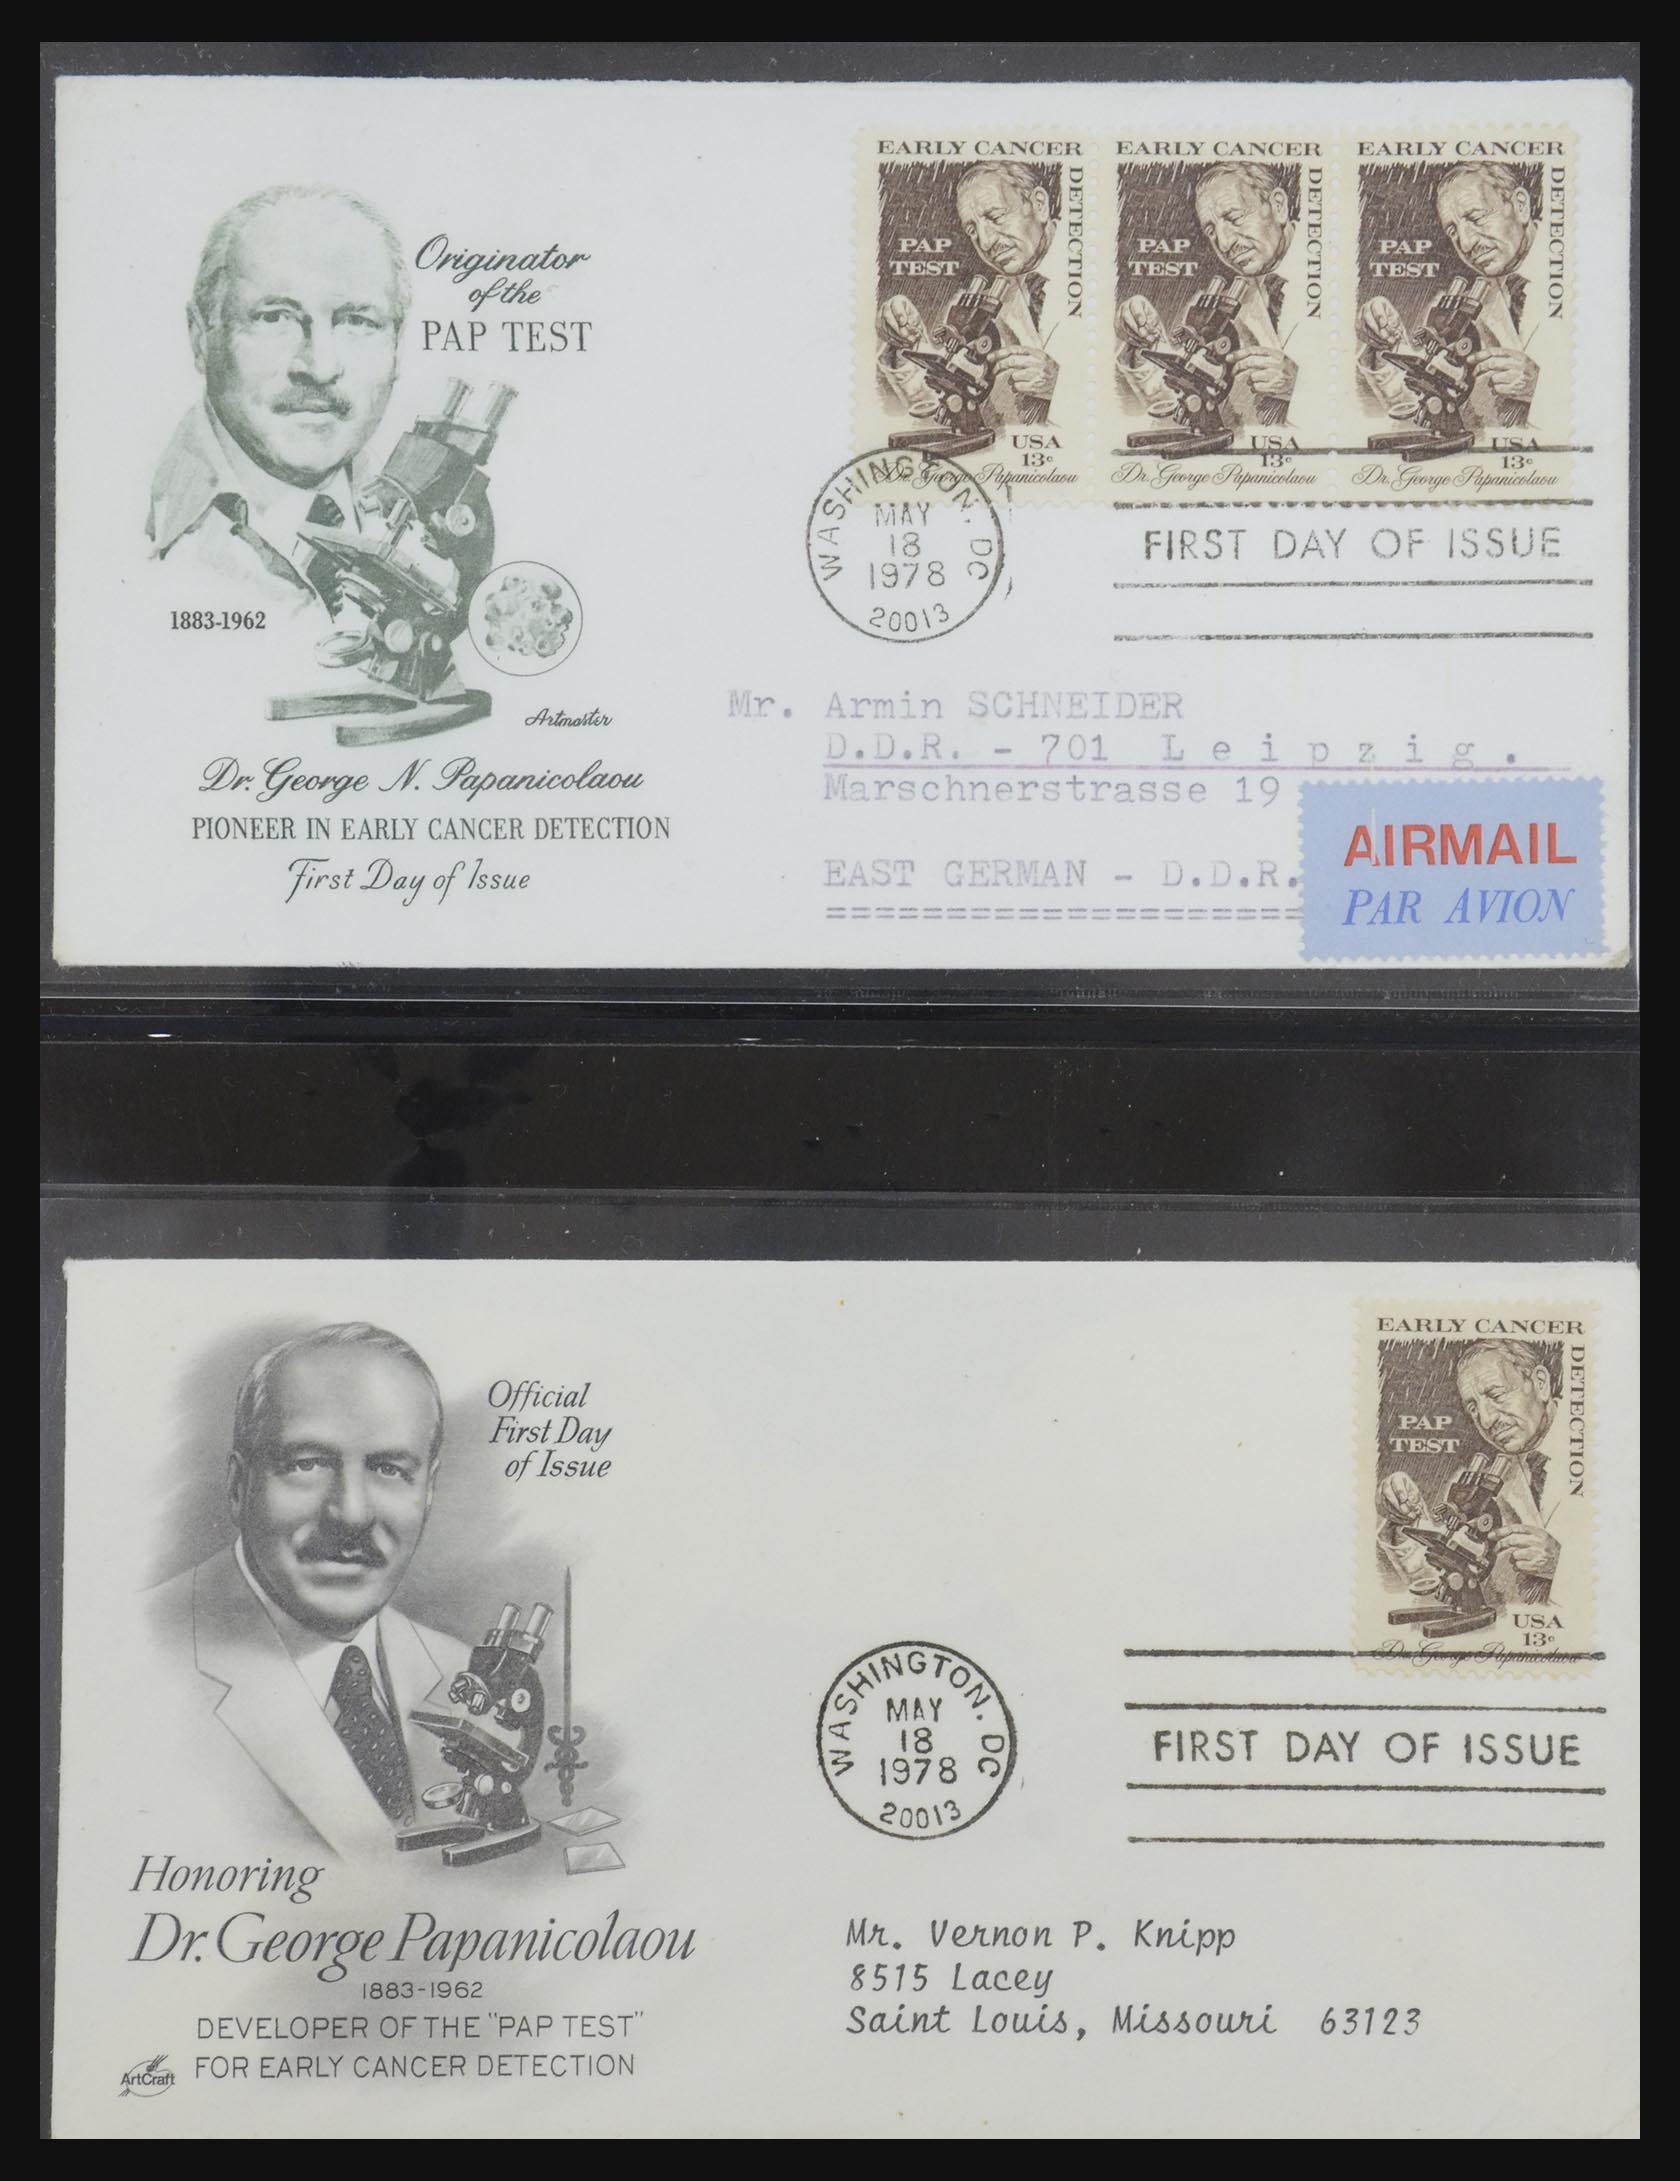 Originator
of the
PAP TEST
1883-1962
Artmaster
Dr. George N. Papanicolaou
PIONEER IN EARLY CANCER DETECTION
First Day of Issue
EARLY CANCER
DETECTION
PAP
TEST
USA
13c
Dr. George Papanicolaou
EARLY CANCER
DETECTION
PAP
TEST
USA
13c
Dr. George Papanicolaou
EARLY CANCER
DETECTION
PAP
TEST
USA
13c
Dr. George Papanicolaou
WASHINGTON, DC
MAY
18
1978
20013
FIRST DAY OF ISSUE
Mr. Armin SCHNEIDER
D.D.R. - 701 Leipzig.
Marschnerstrasse 19
EAST GERMAN - D.D.R.
====================
AIRMAIL
PAR AVION
Official
First Day
of Issue
Honoring
Dr. George Papanicolaou
1883-1962
DEVELOPER OF THE "PAP TEST"
FOR EARLY CANCER DETECTION
ArtCraft
EARLY CANCER
DETECTION
PAP
TEST
USA
13c
Dr. George Papanicolaou
WASHINGTON, DC
MAY
18
1978
20013
FIRST DAY OF ISSUE
Mr. Vernon P. Knipp
8515 Lacey
Saint Louis, Missouri 63123